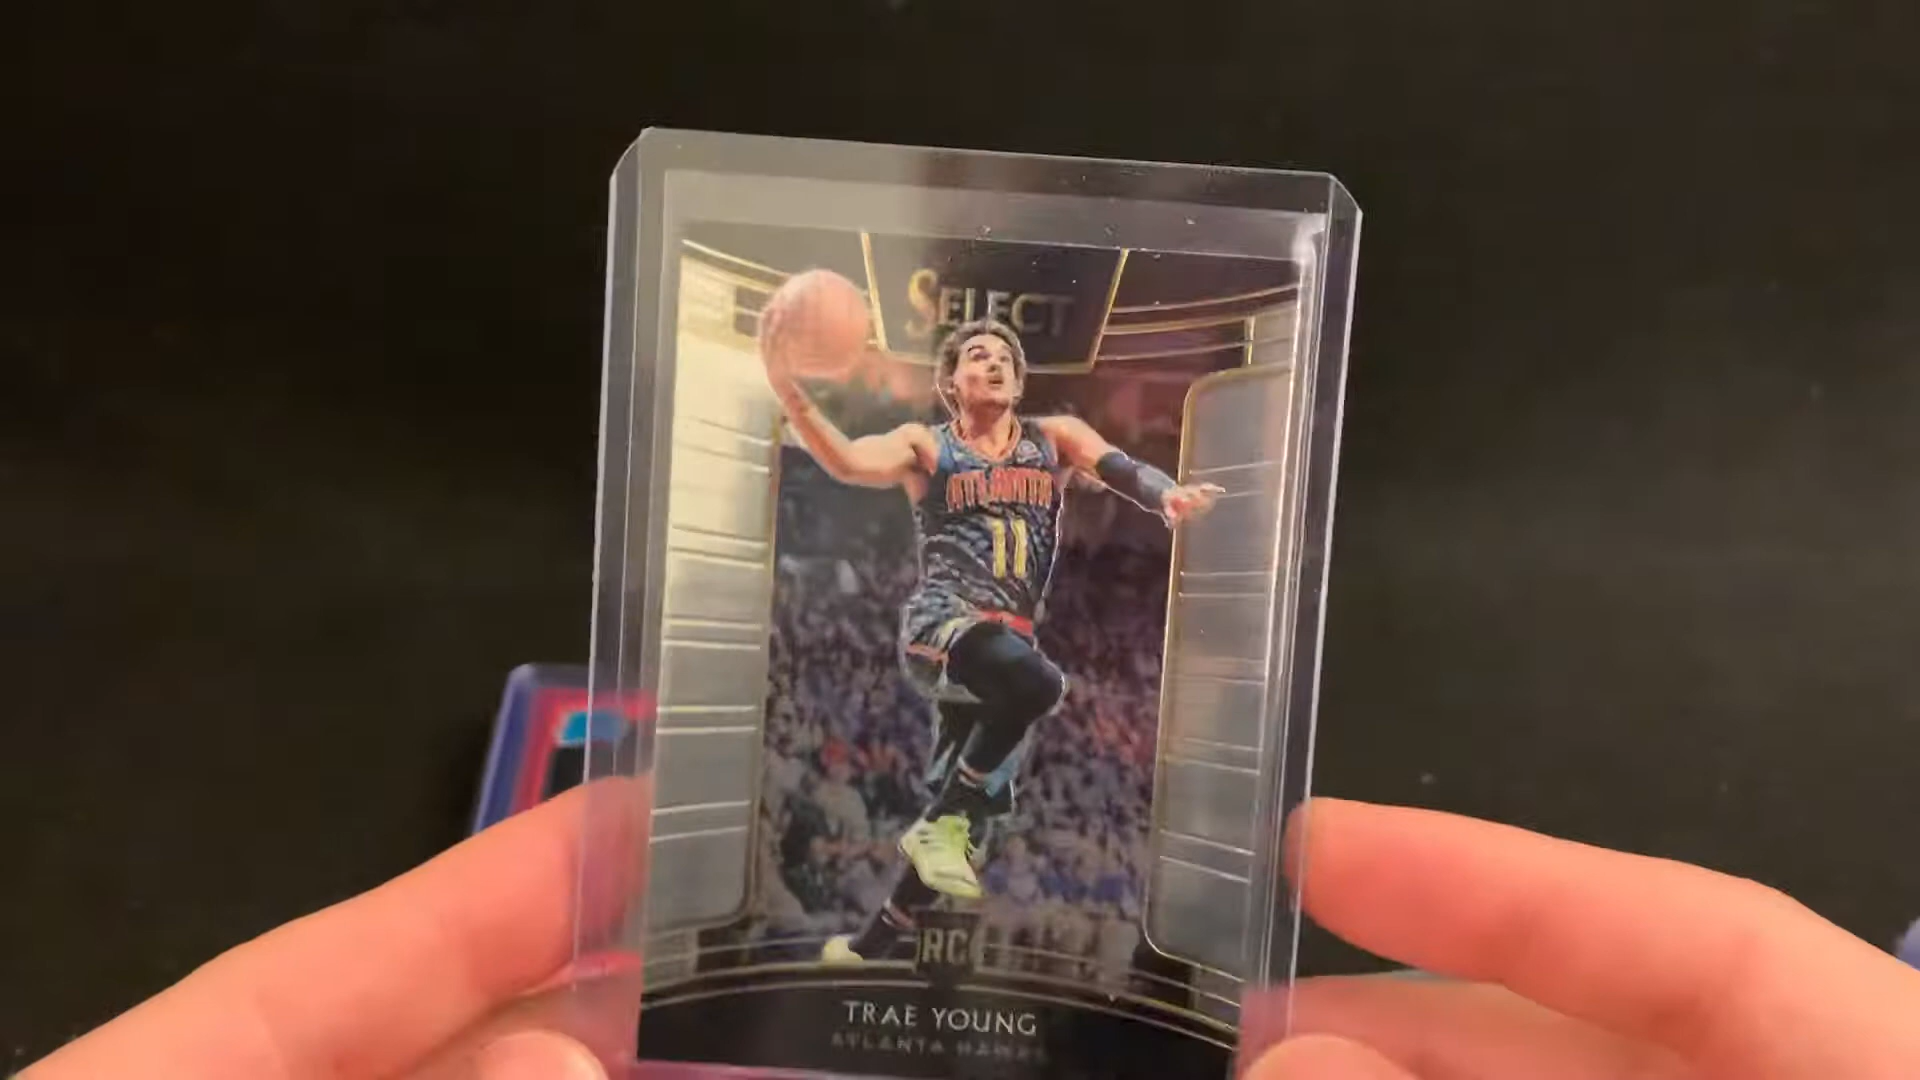 SELECT
ATLANTA
11
RC
TRAE YOUNG
ATLANTA HAWKS